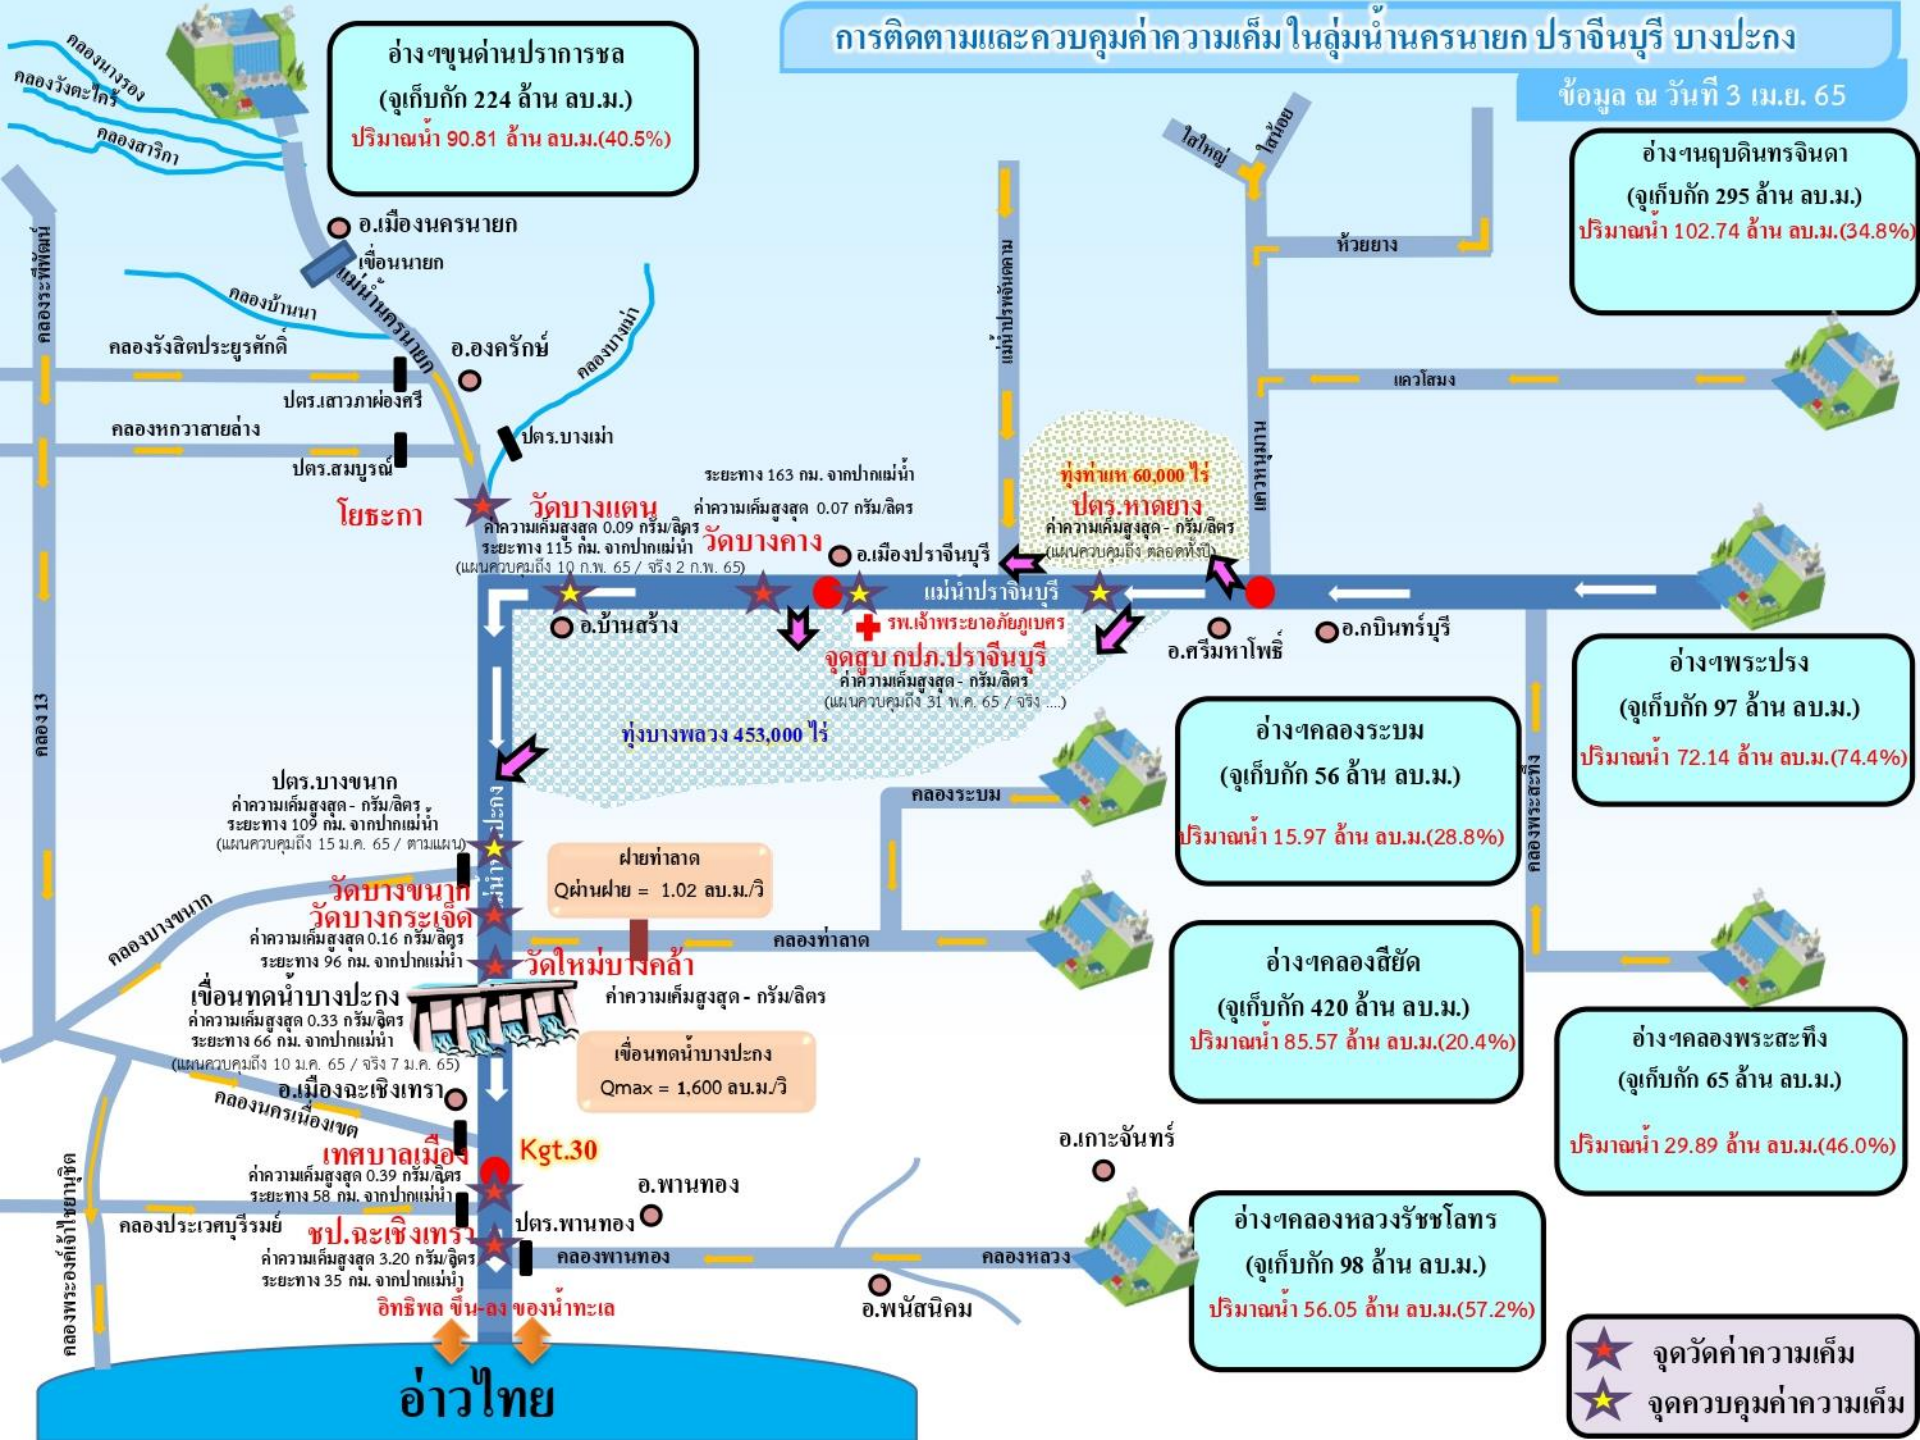 การติดตามและควบคุมค่าความเค็ม ในลุ่มน้ำนครนายก ปราจีนบุรี บางปะกง
ข้อมูล ณ วันที่ 3 เม.ย. 65
คลองนางรอง
คลองวังตะไคร้
คลองสาริกา
อ่างฯขุนด่านปราการชล
(จุเก็บกัก 224 ล้าน ลบ.ม.)
ปริมาณน้ำ 90.81 ล้าน ลบ.ม.(40.5%)
ใสใหญ่
ใสน้อย
อ่างฯนฤบดินทรจินดา
(จุเก็บกัก 295 ล้าน ลบ.ม.)
ปริมาณน้ำ 102.74 ล้าน ลบ.ม.(34.8%)
อ.เมืองนครนายก
เขื่อนนายก
แม่น้ำนครนายก
คลองระพีพัฒน์
คลองบ้านนา
คลองรังสิตประยูรศักดิ์
อ.องครักษ์
คลองบางเม่า
ปตร.เสาวภาผ่องศรี
คลองหกวาสายล่าง
ปตร.สมบูรณ์
ปตร.บางเม่า
ห้วยยาง
แควโสมง
แควหนุมาน
โยธะกา
วัดบางแตน
ค่าความเค็มสูงสุด 0.09 กรัม/ลิตร
ระยะทาง 115 กม. จากปากแม่น้ำ
(แผนควบคุมถึง 10 ก.พ. 65 / จริง 2 ก.พ. 65)
ระยะทาง 163 กม. จากปากแม่น้ำ
ค่าความเค็มสูงสุด 0.07 กรัม/ลิตร
วัดบางคาง
อ.เมืองปราจีนบุรี
ทุ่งท่าแห 60,000 ไร่
ปตร.หาดยาง
ค่าความเค็มสูงสุด - กรัม/ลิตร
(แผนควบคุมถึง ตลอดทั้งปี)
แม่น้ำปราจีนบุรี
อ.บ้านสร้าง
รพ.เจ้าพระยาอภัยภูเบศร
จุดสูบ กปภ.ปราจีนบุรี
ค่าความเค็มสูงสุด - กรัม/ลิตร
(แผนควบคุมถึง 31 พ.ค. 65 / จริง ....)
อ.ศรีมหาโพธิ์
อ.กบินทร์บุรี
ทุ่งบางพลวง 453,000 ไร่
อ่างฯพระปรง
(จุเก็บกัก 97 ล้าน ลบ.ม.)
ปริมาณน้ำ 72.14 ล้าน ลบ.ม.(74.4%)
คลอง 13
อ่างฯคลองระบม
(จุเก็บกัก 56 ล้าน ลบ.ม.)
ปริมาณน้ำ 15.97 ล้าน ลบ.ม.(28.8%)
คลองพระสะทึง
คลองระบม
ปตร.บางขนาก
ค่าความเค็มสูงสุด - กรัม/ลิตร
ระยะทาง 109 กม. จากปากแม่น้ำ
(แผนควบคุมถึง 15 ม.ค. 65 / ตามแผน)
ฝายท่าลาด
Qผ่านฝาย = 1.02 ลบ.ม./วิ
วัดบางขนาก
วัดบางกระเจ็ด
ค่าความเค็มสูงสุด 0.16 กรัม/ลิตร
ระยะทาง 96 กม. จากปากแม่น้ำ
คลองบางขนาก
คลองท่าลาด
วัดใหม่บางคล้า
ค่าความเค็มสูงสุด - กรัม/ลิตร
อ่างฯคลองสียัด
(จุเก็บกัก 420 ล้าน ลบ.ม.)
ปริมาณน้ำ 85.57 ล้าน ลบ.ม.(20.4%)
เขื่อนทดน้ำบางปะกง
ค่าความเค็มสูงสุด 0.33 กรัม/ลิตร
ระยะทาง 66 กม. จากปากแม่น้ำ
(แผนควบคุมถึง 10 ม.ค. 65 / จริง 7 ม.ค. 65)
เขื่อนทดน้ำบางปะกง
Qmax = 1,600 ลบ.ม./วิ
อ่างฯคลองพระสะทึง
(จุเก็บกัก 65 ล้าน ลบ.ม.)
ปริมาณน้ำ 29.89 ล้าน ลบ.ม.(46.0%)
อ.เมืองฉะเชิงเทรา
คลองนครเนื่องเขต
เทศบาลเมือง
ค่าความเค็มสูงสุด 0.39 กรัม/ลิตร
ระยะทาง 58 กม. จากปากแม่น้ำ
Kgt.30
อ.พานทอง
อ.เกาะจันทร์
คลองพระองค์เจ้าไชยานุชิต
คลองประเวศบุรีรมย์
ชป.ฉะเชิงเทรา
ค่าความเค็มสูงสุด 3.20 กรัม/ลิตร
ระยะทาง 35 กม. จากปากแม่น้ำ
ปตร.พานทอง
คลองพานทอง
คลองหลวง
อ.พนัสนิคม
อ่างฯคลองหลวงรัชชโลทร
(จุเก็บกัก 98 ล้าน ลบ.ม.)
ปริมาณน้ำ 56.05 ล้าน ลบ.ม.(57.2%)
อิทธิพล ขึ้น-ลง ของน้ำทะเล
อ่าวไทย
จุดวัดค่าความเค็ม
จุดควบคุมค่าความเค็ม